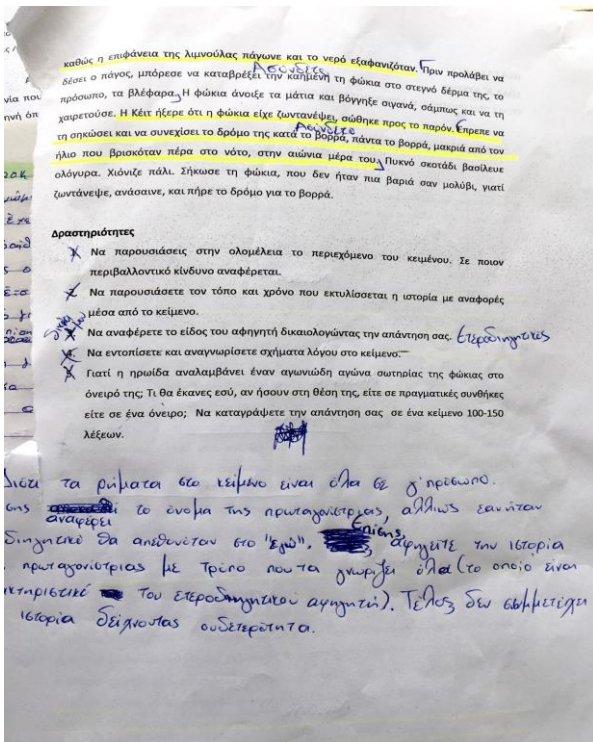 καθώς η επιφάνεια της λιμνούλας πάγωνε και το νερό εξαφανιζόταν. Πριν προλάβει να
Ασύνδετο
δέσει ο πάγος, μπόρεσε να καταβρέξει την καημένη τη φώκια στο στεγνό δέρμα της, το
πρόσωπο, τα βλέφαρα. Η φώκια άνοιξε τα μάτια και βόγγηξε σιγανά, σάμπως και να τη
χαιρετούσε. Η Κέιτ ήξερε ότι η φώκια είχε ζωντανέψει, σώθηκε προς το παρόν. Έπρεπε να
Ασύνδετο
τη σηκώσει και να συνεχίσει το δρόμο της κατά το βορρά, πάντα το βορρά, μακριά από τον
ήλιο που βρισκόταν πέρα στο νότο, στην αιώνια μέρα του. Πυκνό σκοτάδι βασίλευε
ολόγυρα. Χιόνιζε πάλι. Σήκωσε τη φώκια, που δεν ήταν πια βαριά σαν μολύβι, γιατί
ζωντάνεψε, ανάσαινε, και πήρε το δρόμο για το βορρά.
Δραστηριότητες
Να παρουσιάσεις στην ολομέλεια το περιεχόμενο του κειμένου. Σε ποιον
περιβαλλοντικό κίνδυνο αναφέρεται.
Να παρουσιάσετε τον τόπο και χρόνο που εκτυλίσσεται η ιστορία με αναφορές
μέσα από το κείμενο.
Να αναφέρετε το είδος του αφηγητή δικαιολογώντας την απάντηση σας. Ετεροδιηγητικός
Να εντοπίσετε και αναγνωρίσετε σχήματα λόγου στο κείμενο.
Γιατί η ηρωίδα αναλαμβάνει έναν αγωνιώδη αγώνα σωτηρίας της φώκιας στο
όνειρό της; Τι θα έκανες εσύ, αν ήσουν στη θέση της, είτε σε πραγματικές συνθήκες
είτε σε ένα όνειρο; Να καταγράψετε την απάντηση σας σε ένα κείμενο 100-150
λέξεων.
Διότι τα ρήματα στο κείμενο είναι όλα σε γ' πρόσωπο.
σης αναφέρει το όνομα της πρωταγονίστριας, αλλιώς εαν ήταν
διηγητικό θα απεθυνόταν στο "Εγώ". Επίσης, αφηγείτε την ιστορία
πρωταγονίστριας με τρόπο που τα γνωρίζει όλα (το οποίο είναι
κτηριστικό του ετεροδιηγητικού αφηγητή). Τέλος δεν συμμετέχει
ιστορία δείχνοντας ουδετερότητα.